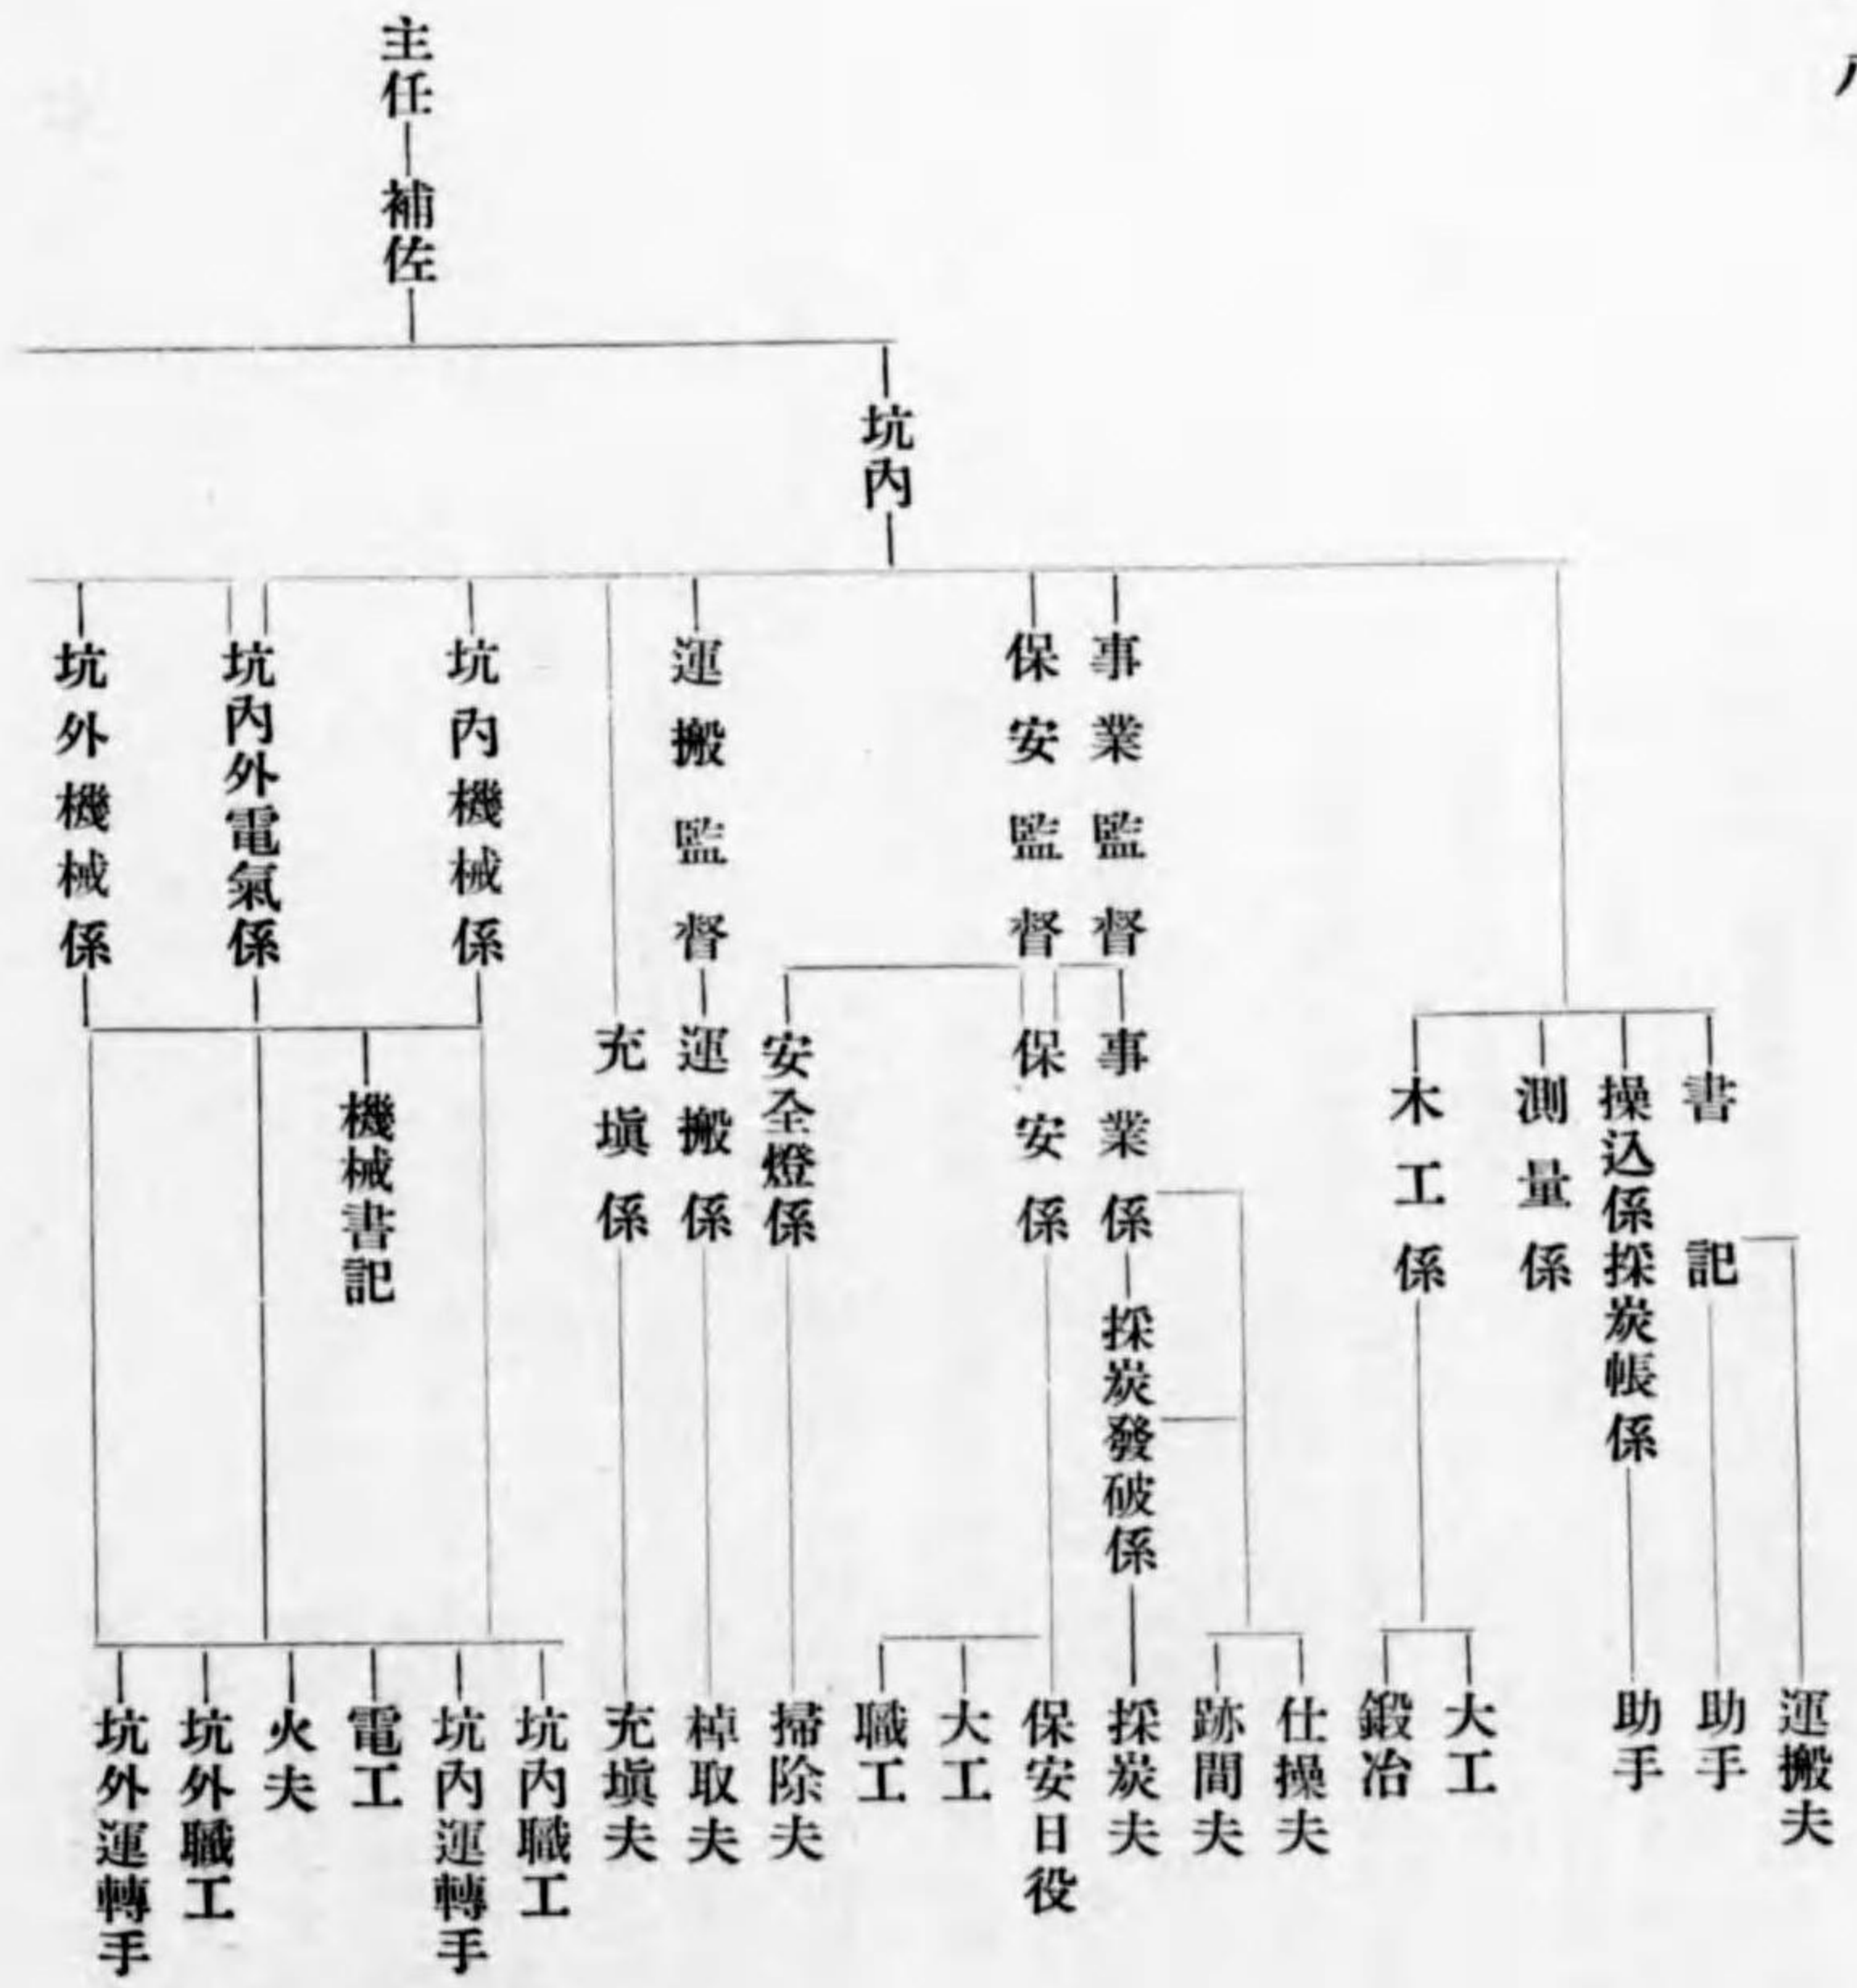 主任
補佐
坑內
事業監督
保安監督
運搬監督
坑內機械係
坑內外電氣係
坑外機械係
書記
操込係採炭帳係
測量係
木工係
事業係
採炭發破係
保安係
安全燈係
運搬係
充塡係
機械書記
運搬夫
助手
助手
大工
鍛冶
仕操夫
跡間夫
採炭夫
保安日役
大工
職工
掃除夫
棹取夫
充塡夫
坑內職工
坑內運轉手
電工
火夫
坑外職工
坑外運轉手